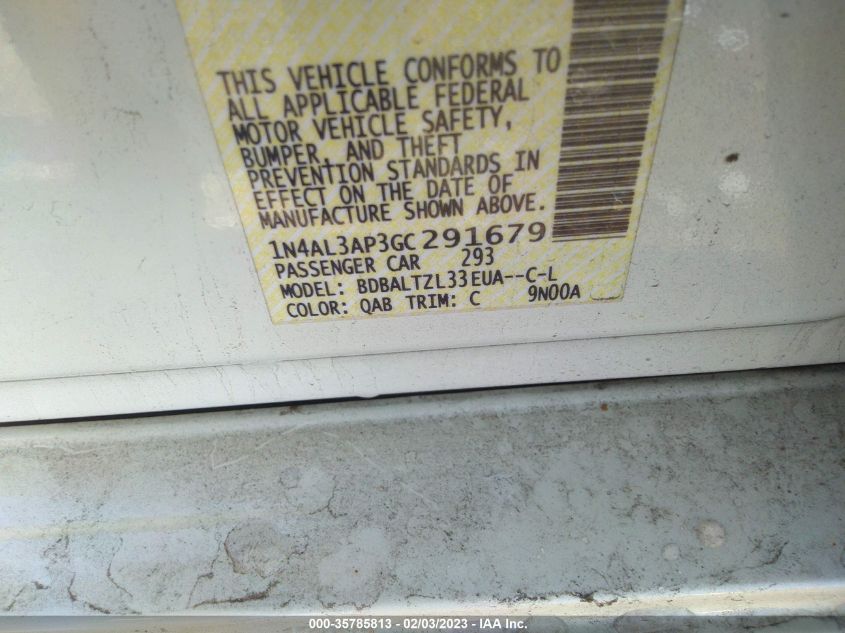 THIS VEHICLE CONFORMS TO
ALL APPLICABLE FEDERAL
MOTOR VEHICLE SAFETY,
BUMPER, AND THEFT
PREVENTION STANDARDS IN
EFFECT ON THE DATE OF
MANUFACTURE SHOWN ABOVE.
1N4AL3AP3GC291679
PASSENGER CAR 293
MODEL: BDBALTZL33EUA--C-L
COLOR: QAB TRIM: C 9N00A
000-35785813 - 02/03/2023 - IAA Inc.